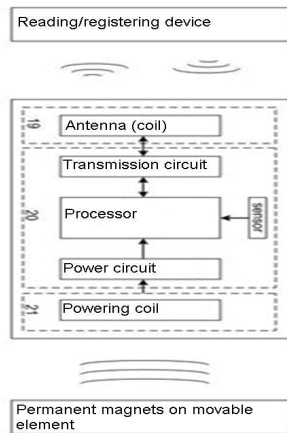 Reading/registering device
19
Antenna (coil)
Transmission circuit
20
Processor
sensor
Power circuit
21
Powering coil
Permanent magnets on movable
element